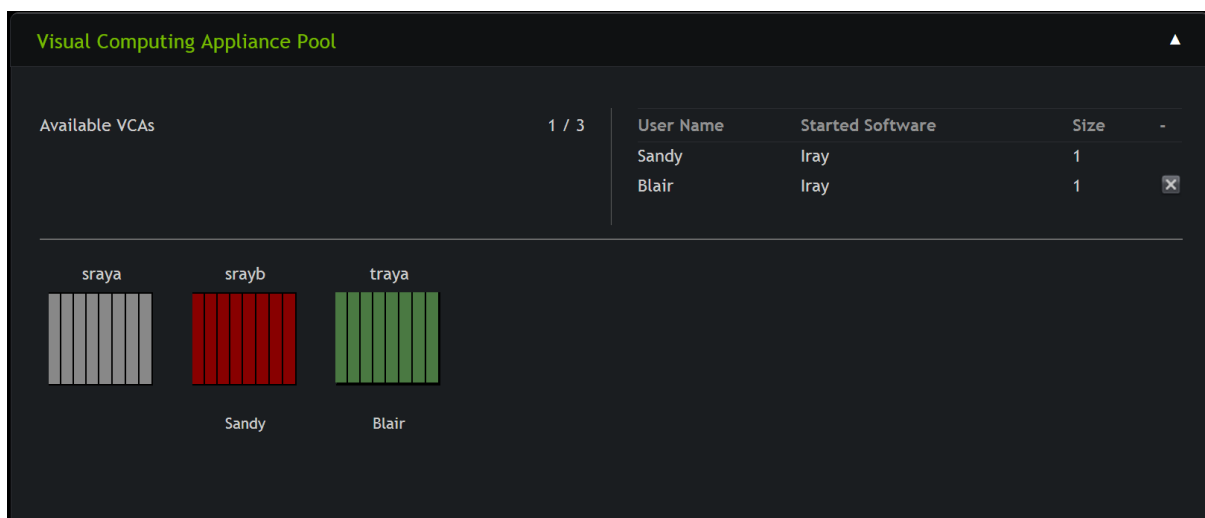 Visual Computing Appliance Pool
Available VCAs 1 / 3
User Name Started Software Size -
Sandy Iray 1
Blair Iray 1
sraya srayb traya
Sandy Blair